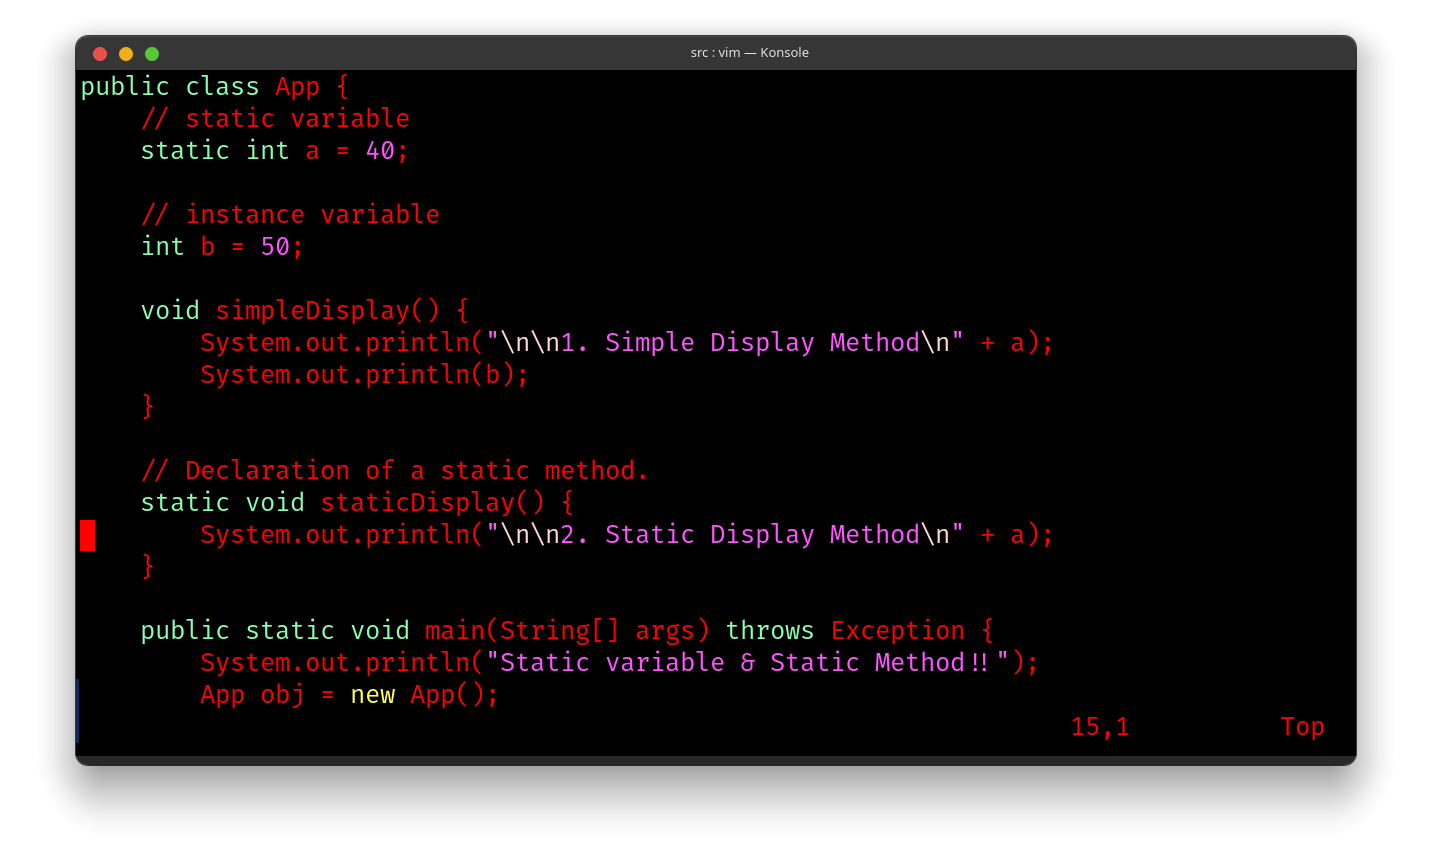 src : vim — Konsole
public class App {
    // static variable
    static int a = 40;

    // instance variable
    int b = 50;

    void simpleDisplay() {
        System.out.println("\n\n1. Simple Display Method\n" + a);
        System.out.println(b);
    }

    // Declaration of a static method.
    static void staticDisplay() {
        System.out.println("\n\n2. Static Display Method\n" + a);
    }

    public static void main(String[] args) throws Exception {
        System.out.println("Static variable & Static Method!!");
        App obj = new App();
15,1 Top